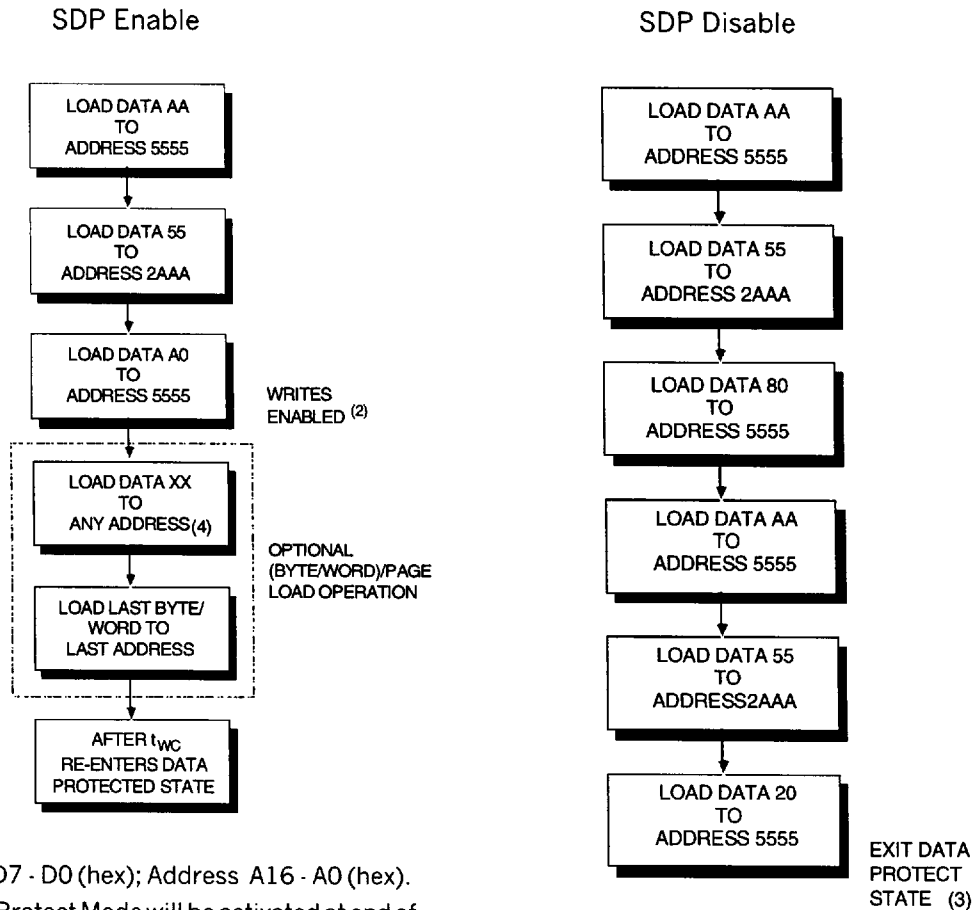 SDP Enable
LOAD DATA AA
TO
ADDRESS 5555
LOAD DATA 55
TO
ADDRESS 2AAA
LOAD DATA A0
TO
ADDRESS 5555
WRITES
ENABLED (2)
LOAD DATA XX
TO
ANY ADDRESS(4)
LOAD LAST BYTE/
WORD TO
LAST ADDRESS
OPTIONAL
(BYTE/WORD)/PAGE
LOAD OPERATION
AFTER tWC
RE-ENTERS DATA
PROTECTED STATE
SDP Disable
LOAD DATA AA
TO
ADDRESS 5555
LOAD DATA 55
TO
ADDRESS 2AAA
LOAD DATA 80
TO
ADDRESS 5555
LOAD DATA AA
TO
ADDRESS 5555
LOAD DATA 55
TO
ADDRESS2AAA
LOAD DATA 20
TO
ADDRESS 5555
EXIT DATA
PROTECT
STATE (3)
D7 - D0 (hex); Address A16 - A0 (hex).
Protect Mode will be activated at end of